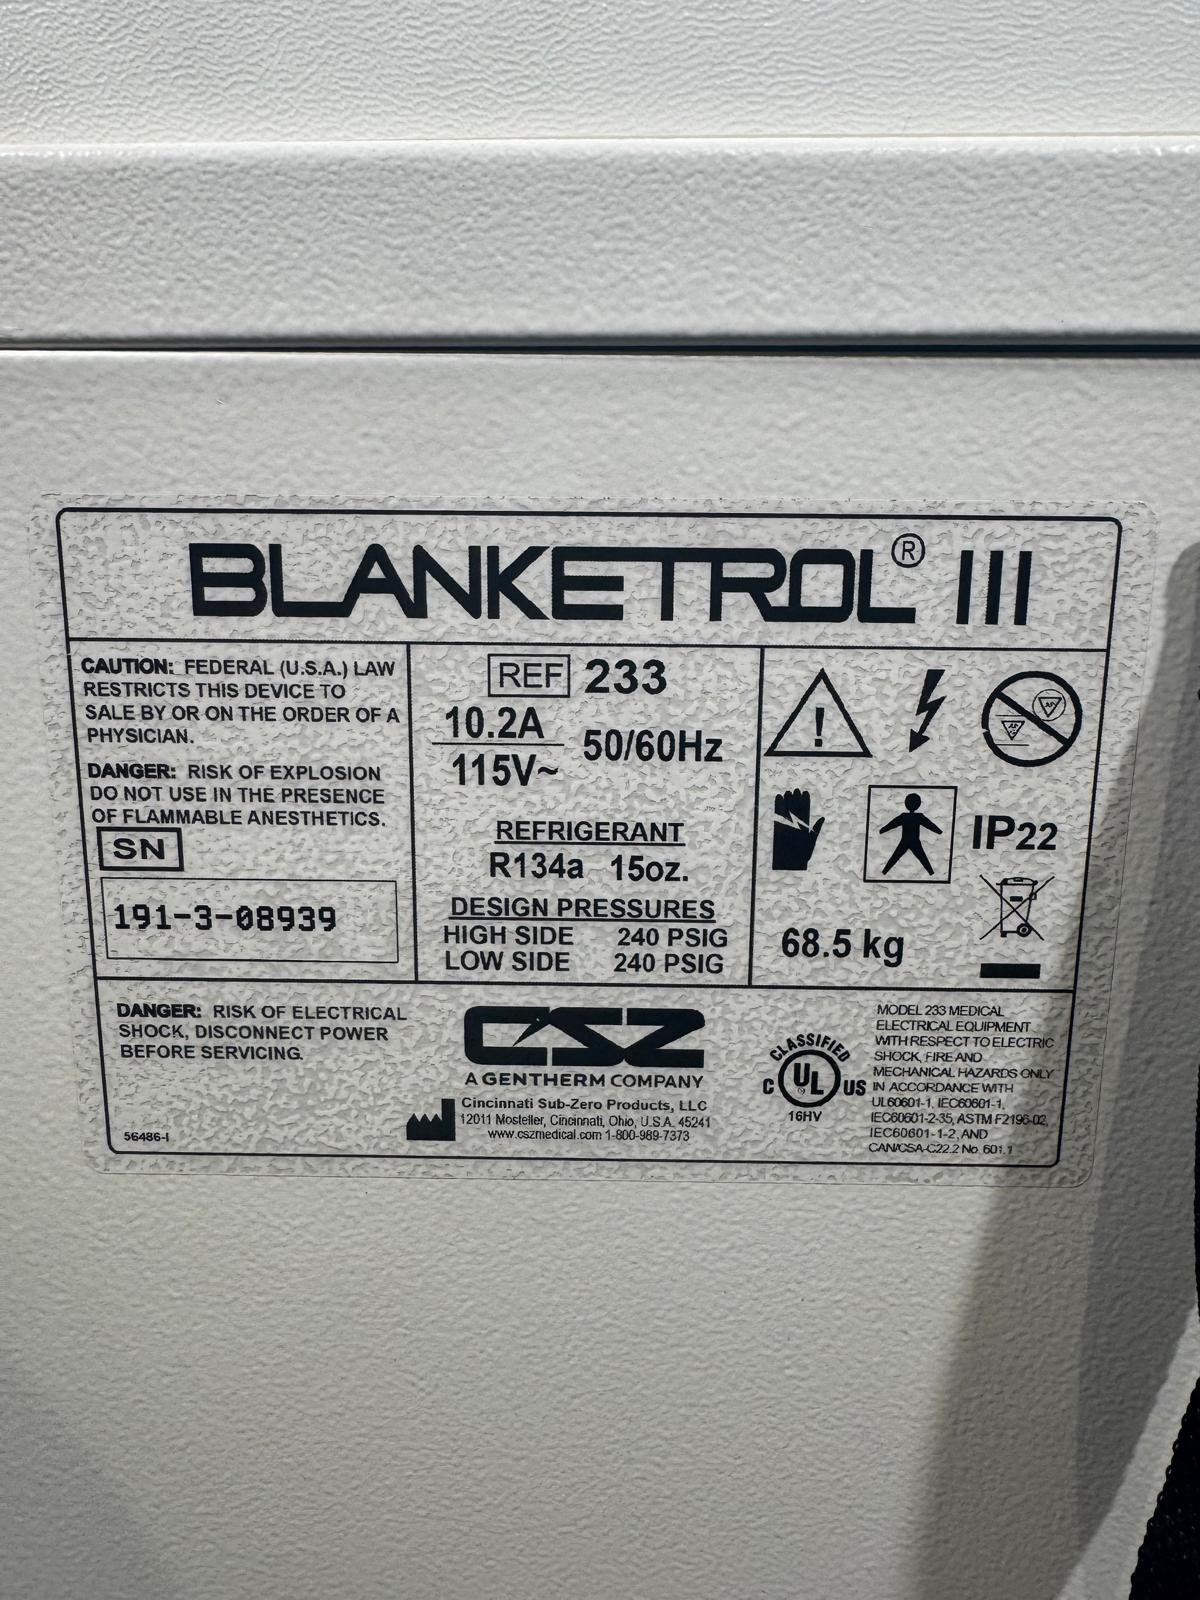 BLANKETROL® III
CAUTION: FEDERAL (U.S.A.) LAW
RESTRICTS THIS DEVICE TO
SALE BY OR ON THE ORDER OF A
PHYSICIAN.
DANGER: RISK OF EXPLOSION
DO NOT USE IN THE PRESENCE
OF FLAMMABLE ANESTHETICS.
SN
191-3-08939
REF 233
10.2A
115V~
50/60Hz
REFRIGERANT
R134a 15oz.
DESIGN PRESSURES
HIGH SIDE 240 PSIG
LOW SIDE 240 PSIG
!
IP22
68.5 kg
DANGER: RISK OF ELECTRICAL
SHOCK, DISCONNECT POWER
BEFORE SERVICING.
56486-I
CSZ
A GENTHERM COMPANY
Cincinnati Sub-Zero Products, LLC
12011 Mosteller, Cincinnati, Ohio, U.S.A. 45241
www.cszmedical.com 1-800-989-7373
CLASSIFIED
C UL US
16HV
MODEL 233 MEDICAL
ELECTRICAL EQUIPMENT
WITH RESPECT TO ELECTRIC
SHOCK, FIRE AND
MECHANICAL HAZARDS ONLY
IN ACCORDANCE WITH
UL60601-1, IEC60601-1,
IEC60601-2-35, ASTM F2196-02,
IEC60601-1-2, AND
CAN/CSA-C22.2 No. 601.1